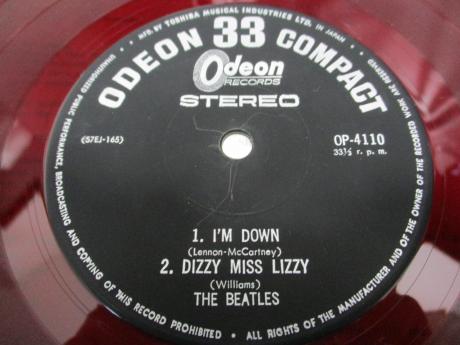 MFD. BY TOSHIBA MUSICAL INDUSTRIES LTD. IN JAPAN.
ODEON 33 COMPACT
Odeon
RECORDS
STEREO
(57EJ-165)
OP-4110
33⅓ r. p. m.
1. I'M DOWN
(Lennon-McCartney)
2. DIZZY MISS LIZZY
(Williams)
THE BEATLES
UNAUTHORIZED PUBLIC PERFORMANCE, BROADCASTING AND COPYING OF THIS RECORD PROHIBITED • ALL RIGHTS OF THE MANUFACTURER AND OF THE OWNER OF THE RECORDED WORK ARE RESERVED